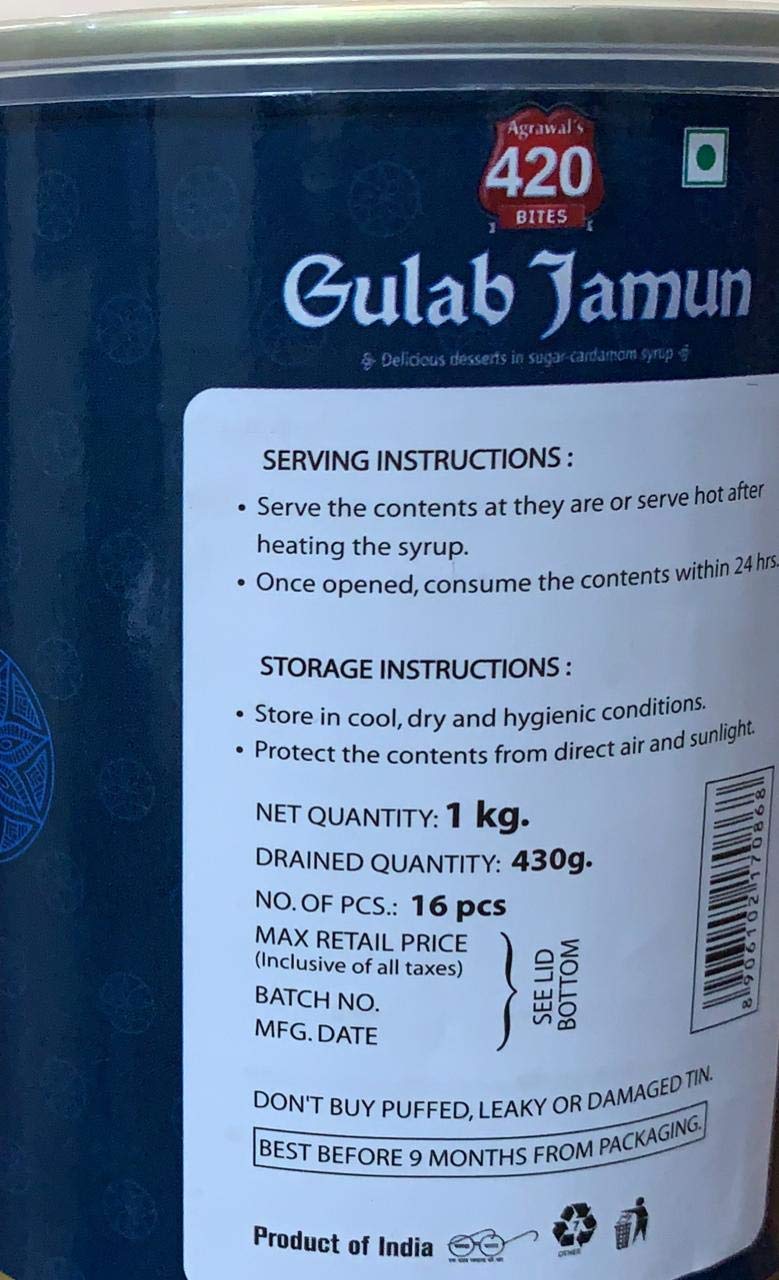 Agrawal's
420
BITES
Gulab Jamun
Delicious desserts in sugar-cardamom syrup
SERVING INSTRUCTIONS :
• Serve the contents at they are or serve hot after
heating the syrup.
• Once opened, consume the contents within 24 hrs.
STORAGE INSTRUCTIONS :
• Store in cool, dry and hygienic conditions.
• Protect the contents from direct air and sunlight.
NET QUANTITY: 1 kg.
DRAINED QUANTITY: 430g.
NO. OF PCS.: 16 pcs
MAX RETAIL PRICE
(Inclusive of all taxes)
BATCH NO.
MFG. DATE
SEE LID
BOTTOM
8 906102 170868
DON'T BUY PUFFED, LEAKY OR DAMAGED TIN.
BEST BEFORE 9 MONTHS FROM PACKAGING.
Product of India
7
OTHER